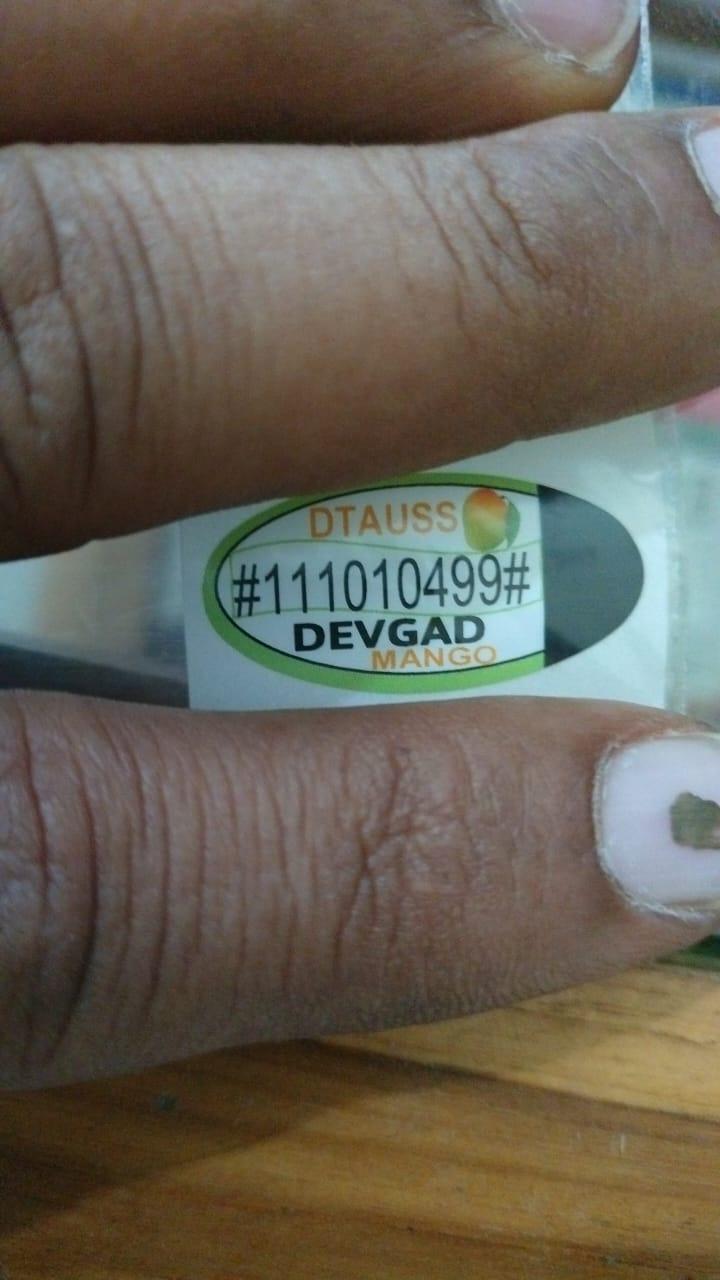 DTAUSS
#111010499#
DEVGAD
MANGO